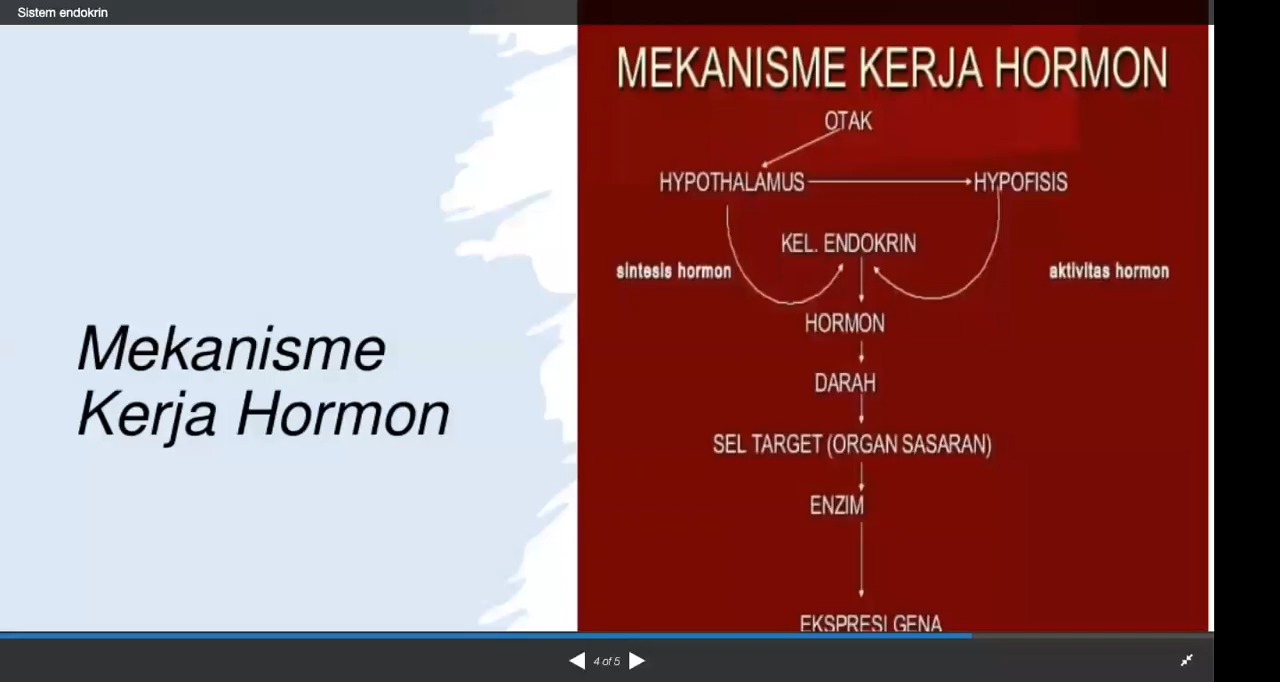 Sistem endokrin
Mekanisme
Kerja Hormon
MEKANISME KERJA HORMON
OTAK
HYPOTHALAMUS
HYPOFISIS
KEL. ENDOKRIN
sintesis hormon
aktivitas hormon
HORMON
DARAH
SEL TARGET (ORGAN SASARAN)
ENZIM
EKSPRESI GENA
4 of 5